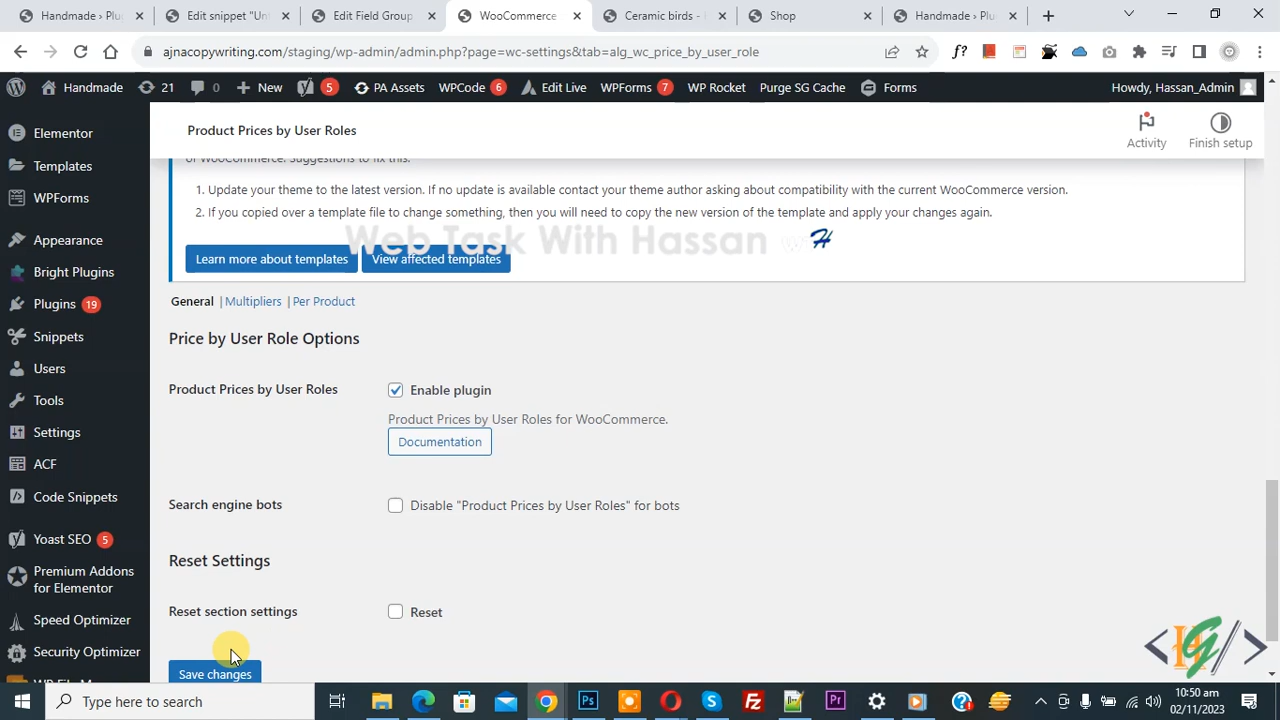 Handmade › Plu
Edit snippet "Un
Edit Field Group
WooCommerce
Ceramic birds -
Shop
Handmade › Plu
ajnacopywriting.com/staging/wp-admin/admin.php?page=wc-settings&tab=alg_wc_price_by_user_role
Handmade
21
0
New
5
PA Assets
WPCode 6
Edit Live
WPForms 7
WP Rocket
Purge SG Cache
Forms
Howdy, Hassan_Admin
Elementor
Templates
WPForms
Appearance
Bright Plugins
Plugins 19
Snippets
Users
Tools
Settings
ACF
Code Snippets
Yoast SEO 5
Premium Addons
for Elementor
Speed Optimizer
Security Optimizer
Product Prices by User Roles
Activity
Finish setup
of WooCommerce. Suggestions to fix this:
1. Update your theme to the latest version. If no update is available contact your theme author asking about compatibility with the current WooCommerce version.
2. If you copied over a template file to change something, then you will need to copy the new version of the template and apply your changes again.
Web Task With Hassan
Learn more about templates
View affected templates
General | Multipliers | Per Product
Price by User Role Options
Product Prices by User Roles
Enable plugin
Product Prices by User Roles for WooCommerce.
Documentation
Search engine bots
Disable "Product Prices by User Roles" for bots
Reset Settings
Reset section settings
Reset
Save changes
Type here to search
10:50 am
02/11/2023